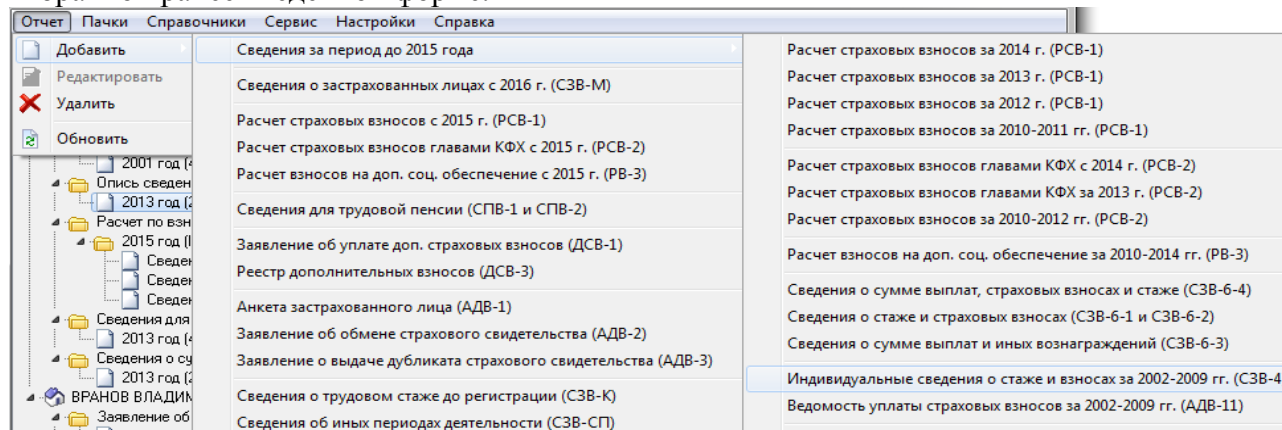 Отчет Пачки Справочники Сервис Настройки Справка
Добавить
Редактировать
Удалить
Обновить
2001 год (
Опись сведен
2013 год (2
Расчет по взн
2015 год (I
Сведен
Сведен
Сведен
Сведения для
2013 год (
Сведения о су
2013 год (2
ВРАНОВ ВЛАДИМ
Заявление об
Сведения за период до 2015 года
Сведения о застрахованных лицах с 2016 г. (СЗВ-М)
Расчет страховых взносов с 2015 г. (РСВ-1)
Расчет страховых взносов главами КФХ с 2015 г. (РСВ-2)
Расчет взносов на доп. соц. обеспечение с 2015 г. (РВ-3)
Сведения для трудовой пенсии (СПВ-1 и СПВ-2)
Заявление об уплате доп. страховых взносов (ДСВ-1)
Реестр дополнительных взносов (ДСВ-3)
Анкета застрахованного лица (АДВ-1)
Заявление об обмене страхового свидетельства (АДВ-2)
Заявление о выдаче дубликата страхового свидетельства (АДВ-3)
Сведения о трудовом стаже до регистрации (СЗВ-К)
Сведения об иных периодах деятельности (СЗВ-СП)
Расчет страховых взносов за 2014 г. (РСВ-1)
Расчет страховых взносов за 2013 г. (РСВ-1)
Расчет страховых взносов за 2012 г. (РСВ-1)
Расчет страховых взносов за 2010-2011 гг. (РСВ-1)
Расчет страховых взносов главами КФХ с 2014 г. (РСВ-2)
Расчет страховых взносов главами КФХ за 2013 г. (РСВ-2)
Расчет страховых взносов за 2010-2012 гг. (РСВ-2)
Расчет взносов на доп. соц. обеспечение за 2010-2014 гг. (РВ-3)
Сведения о сумме выплат, страховых взносах и стаже (СЗВ-6-4)
Сведения о стаже и страховых взносах (СЗВ-6-1 и СЗВ-6-2)
Сведения о сумме выплат и иных вознаграждений (СЗВ-6-3)
Индивидуальные сведения о стаже и взносах за 2002-2009 гг. (СЗВ-4
Ведомость уплаты страховых взносов за 2002-2009 гг. (АДВ-11)